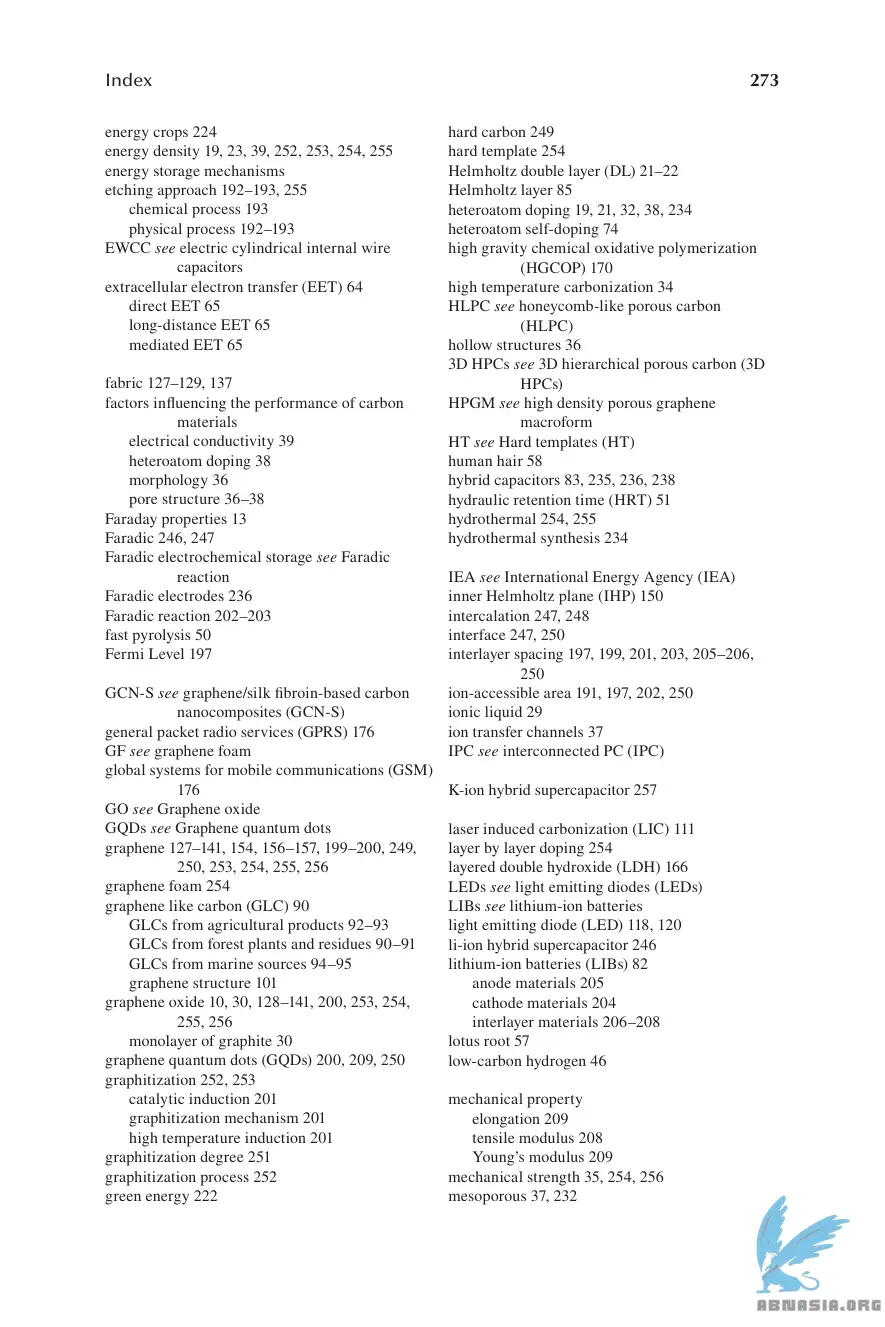 Index
273
energy crops 224
energy density 19, 23, 39, 252, 253, 254, 255
energy storage mechanisms
etching approach 192–193, 255
chemical process 193
physical process 192–193
EWCC see electric cylindrical internal wire
capacitors
extracellular electron transfer (EET) 64
direct EET 65
long-distance EET 65
mediated EET 65
fabric 127–129, 137
factors influencing the performance of carbon
materials
electrical conductivity 39
heteroatom doping 38
morphology 36
pore structure 36–38
Faraday properties 13
Faradic 246, 247
Faradic electrochemical storage see Faradic
reaction
Faradic electrodes 236
Faradic reaction 202–203
fast pyrolysis 50
Fermi Level 197
GCN-S see graphene/silk fibroin-based carbon
nanocomposites (GCN-S)
general packet radio services (GPRS) 176
GF see graphene foam
global systems for mobile communications (GSM)
176
GO see Graphene oxide
GQDs see Graphene quantum dots
graphene 127–141, 154, 156–157, 199–200, 249,
250, 253, 254, 255, 256
graphene foam 254
graphene like carbon (GLC) 90
GLCs from agricultural products 92–93
GLCs from forest plants and residues 90–91
GLCs from marine sources 94–95
graphene structure 101
graphene oxide 10, 30, 128–141, 200, 253, 254,
255, 256
monolayer of graphite 30
graphene quantum dots (GQDs) 200, 209, 250
graphitization 252, 253
catalytic induction 201
graphitization mechanism 201
high temperature induction 201
graphitization degree 251
graphitization process 252
green energy 222
hard carbon 249
hard template 254
Helmholtz double layer (DL) 21–22
Helmholtz layer 85
heteroatom doping 19, 21, 32, 38, 234
heteroatom self-doping 74
high gravity chemical oxidative polymerization
(HGCOP) 170
high temperature carbonization 34
HLPC see honeycomb-like porous carbon
(HLPC)
hollow structures 36
3D HPCs see 3D hierarchical porous carbon (3D
HPCs)
HPGM see high density porous graphene
macroform
HT see Hard templates (HT)
human hair 58
hybrid capacitors 83, 235, 236, 238
hydraulic retention time (HRT) 51
hydrothermal 254, 255
hydrothermal synthesis 234
IEA see International Energy Agency (IEA)
inner Helmholtz plane (IHP) 150
intercalation 247, 248
interface 247, 250
interlayer spacing 197, 199, 201, 203, 205–206,
250
ion-accessible area 191, 197, 202, 250
ionic liquid 29
ion transfer channels 37
IPC see interconnected PC (IPC)
K-ion hybrid supercapacitor 257
laser induced carbonization (LIC) 111
layer by layer doping 254
layered double hydroxide (LDH) 166
LEDs see light emitting diodes (LEDs)
LIBs see lithium-ion batteries
light emitting diode (LED) 118, 120
li-ion hybrid supercapacitor 246
lithium-ion batteries (LIBs) 82
anode materials 205
cathode materials 204
interlayer materials 206–208
lotus root 57
low-carbon hydrogen 46
mechanical property
elongation 209
tensile modulus 208
Young's modulus 209
mechanical strength 35, 254, 256
mesoporous 37, 232
ABNASIA.ORG